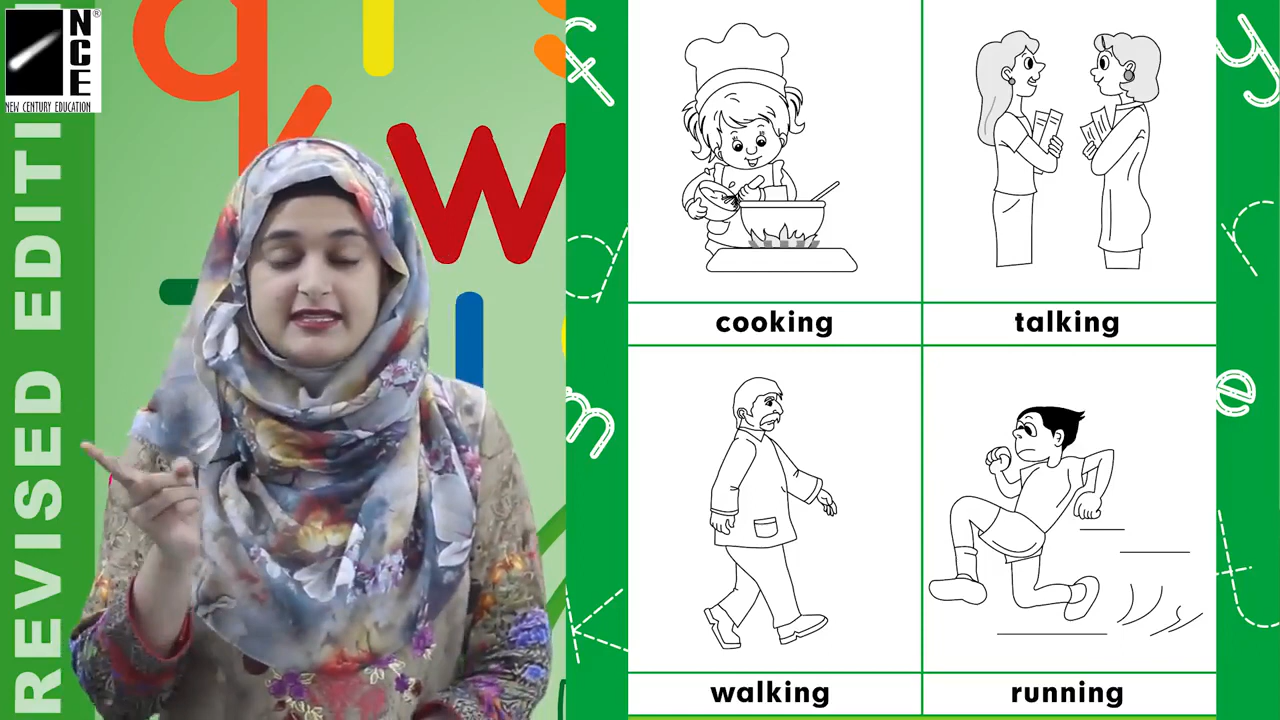 NCE®
NEW CENTURY EDUCATION
REVISED EDITI
q
k
w
f
y
d
m
e
k
t
cooking
talking
walking
running